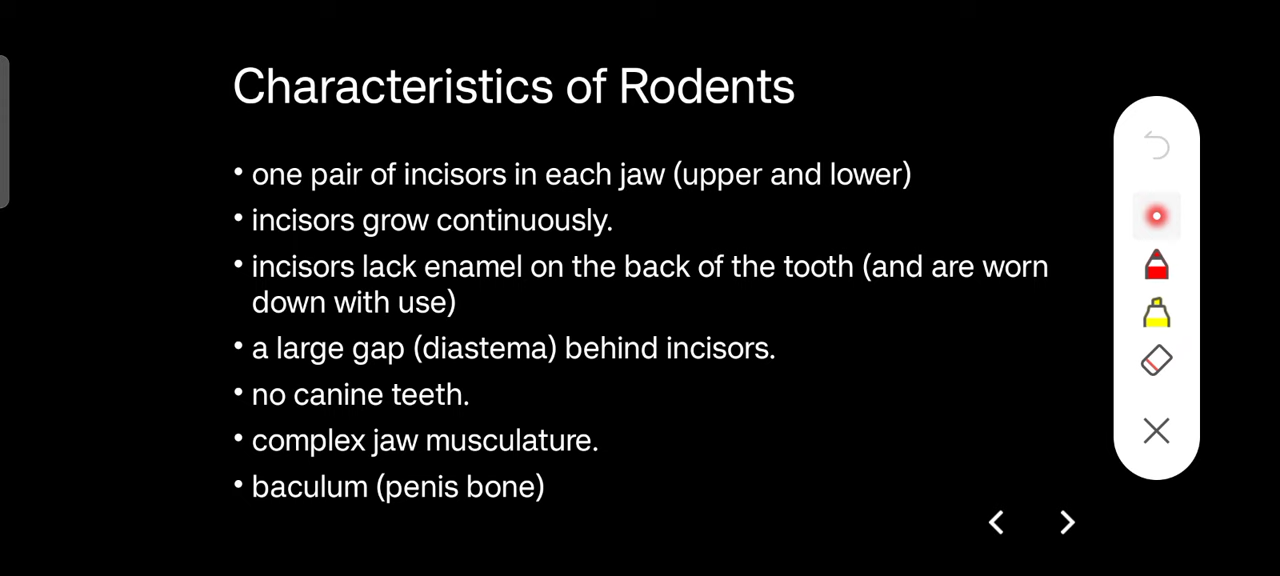 Characteristics of Rodents
• one pair of incisors in each jaw (upper and lower)
• incisors grow continuously.
• incisors lack enamel on the back of the tooth (and are worn
down with use)
• a large gap (diastema) behind incisors.
• no canine teeth.
• complex jaw musculature.
• baculum (penis bone)